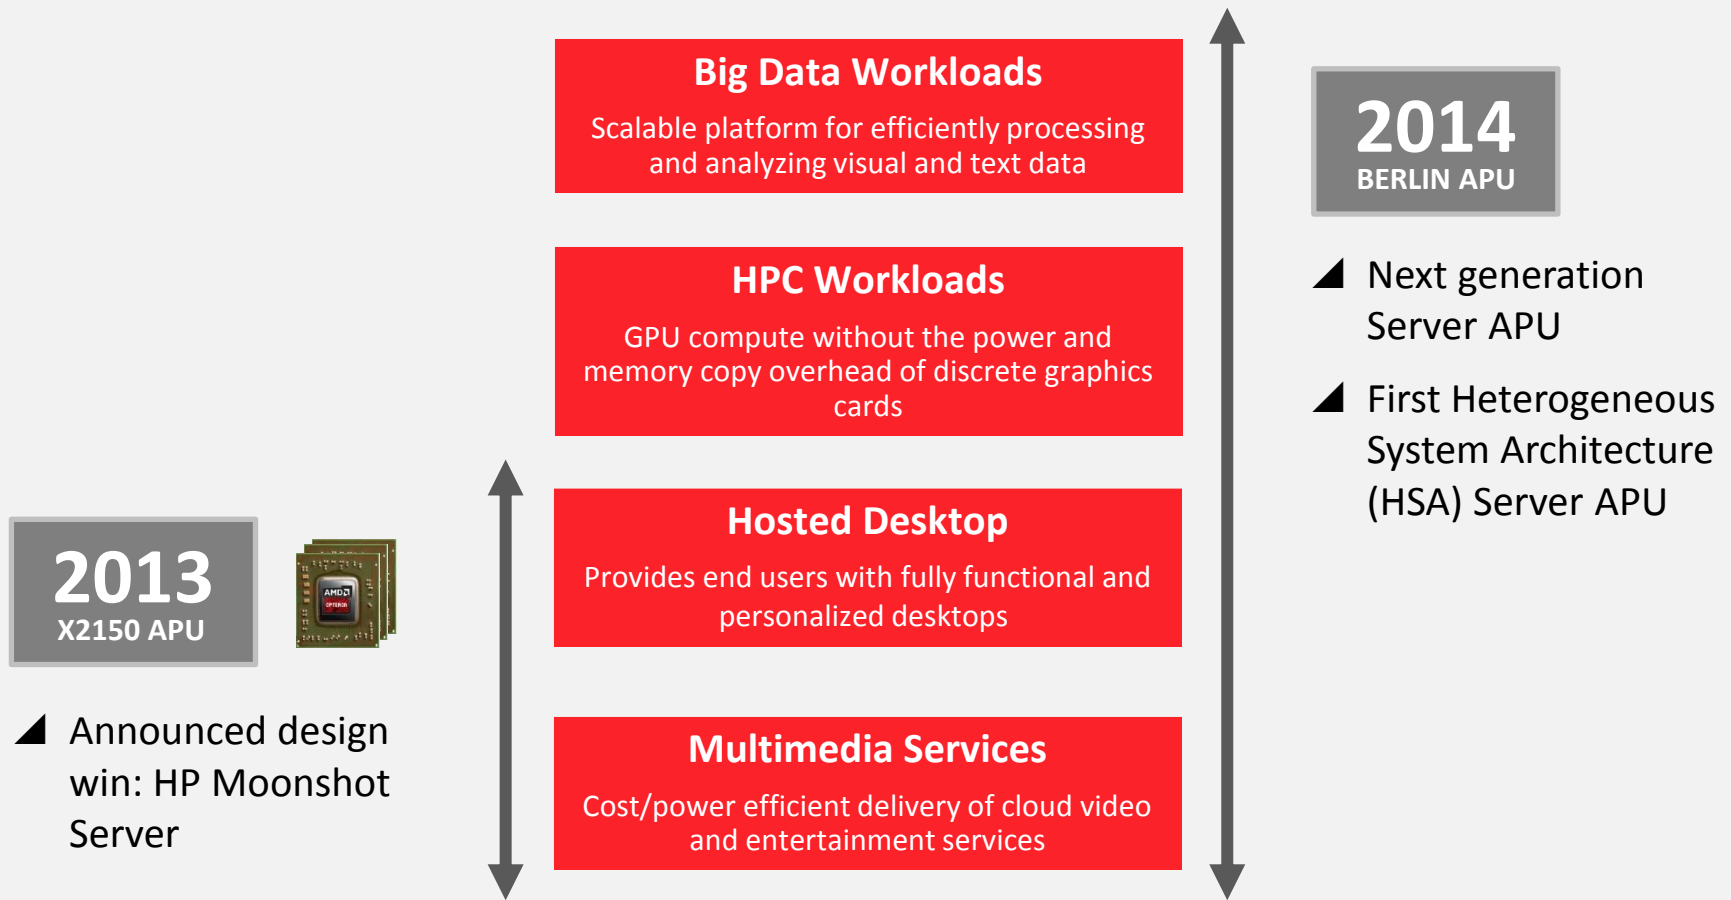 Big Data Workloads
Scalable platform for efficiently processing
and analyzing visual and text data
HPC Workloads
GPU compute without the power and
memory copy overhead of discrete graphics
cards
Hosted Desktop
Provides end users with fully functional and
personalized desktops
Multimedia Services
Cost/power efficient delivery of cloud video
and entertainment services
2013
X2150 APU
AMD
OPTERON
Announced design
win: HP Moonshot
Server
2014
BERLIN APU
Next generation
Server APU
First Heterogeneous
System Architecture
(HSA) Server APU